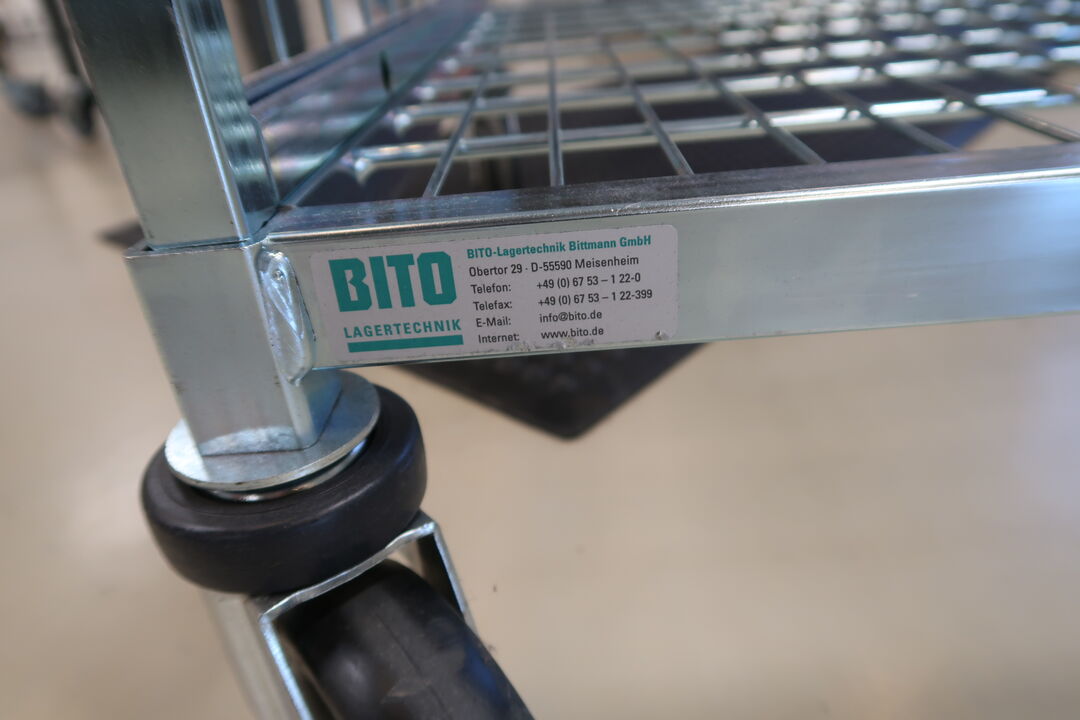 BITO
LAGERTECHNIK
BITO-Lagertechnik Bittmann GmbH
Obertor 29 · D-55590 Meisenheim
Telefon: +49 (0) 67 53 – 1 22-0
Telefax: +49 (0) 67 53 – 1 22-399
E-Mail: info@bito.de
Internet: www.bito.de